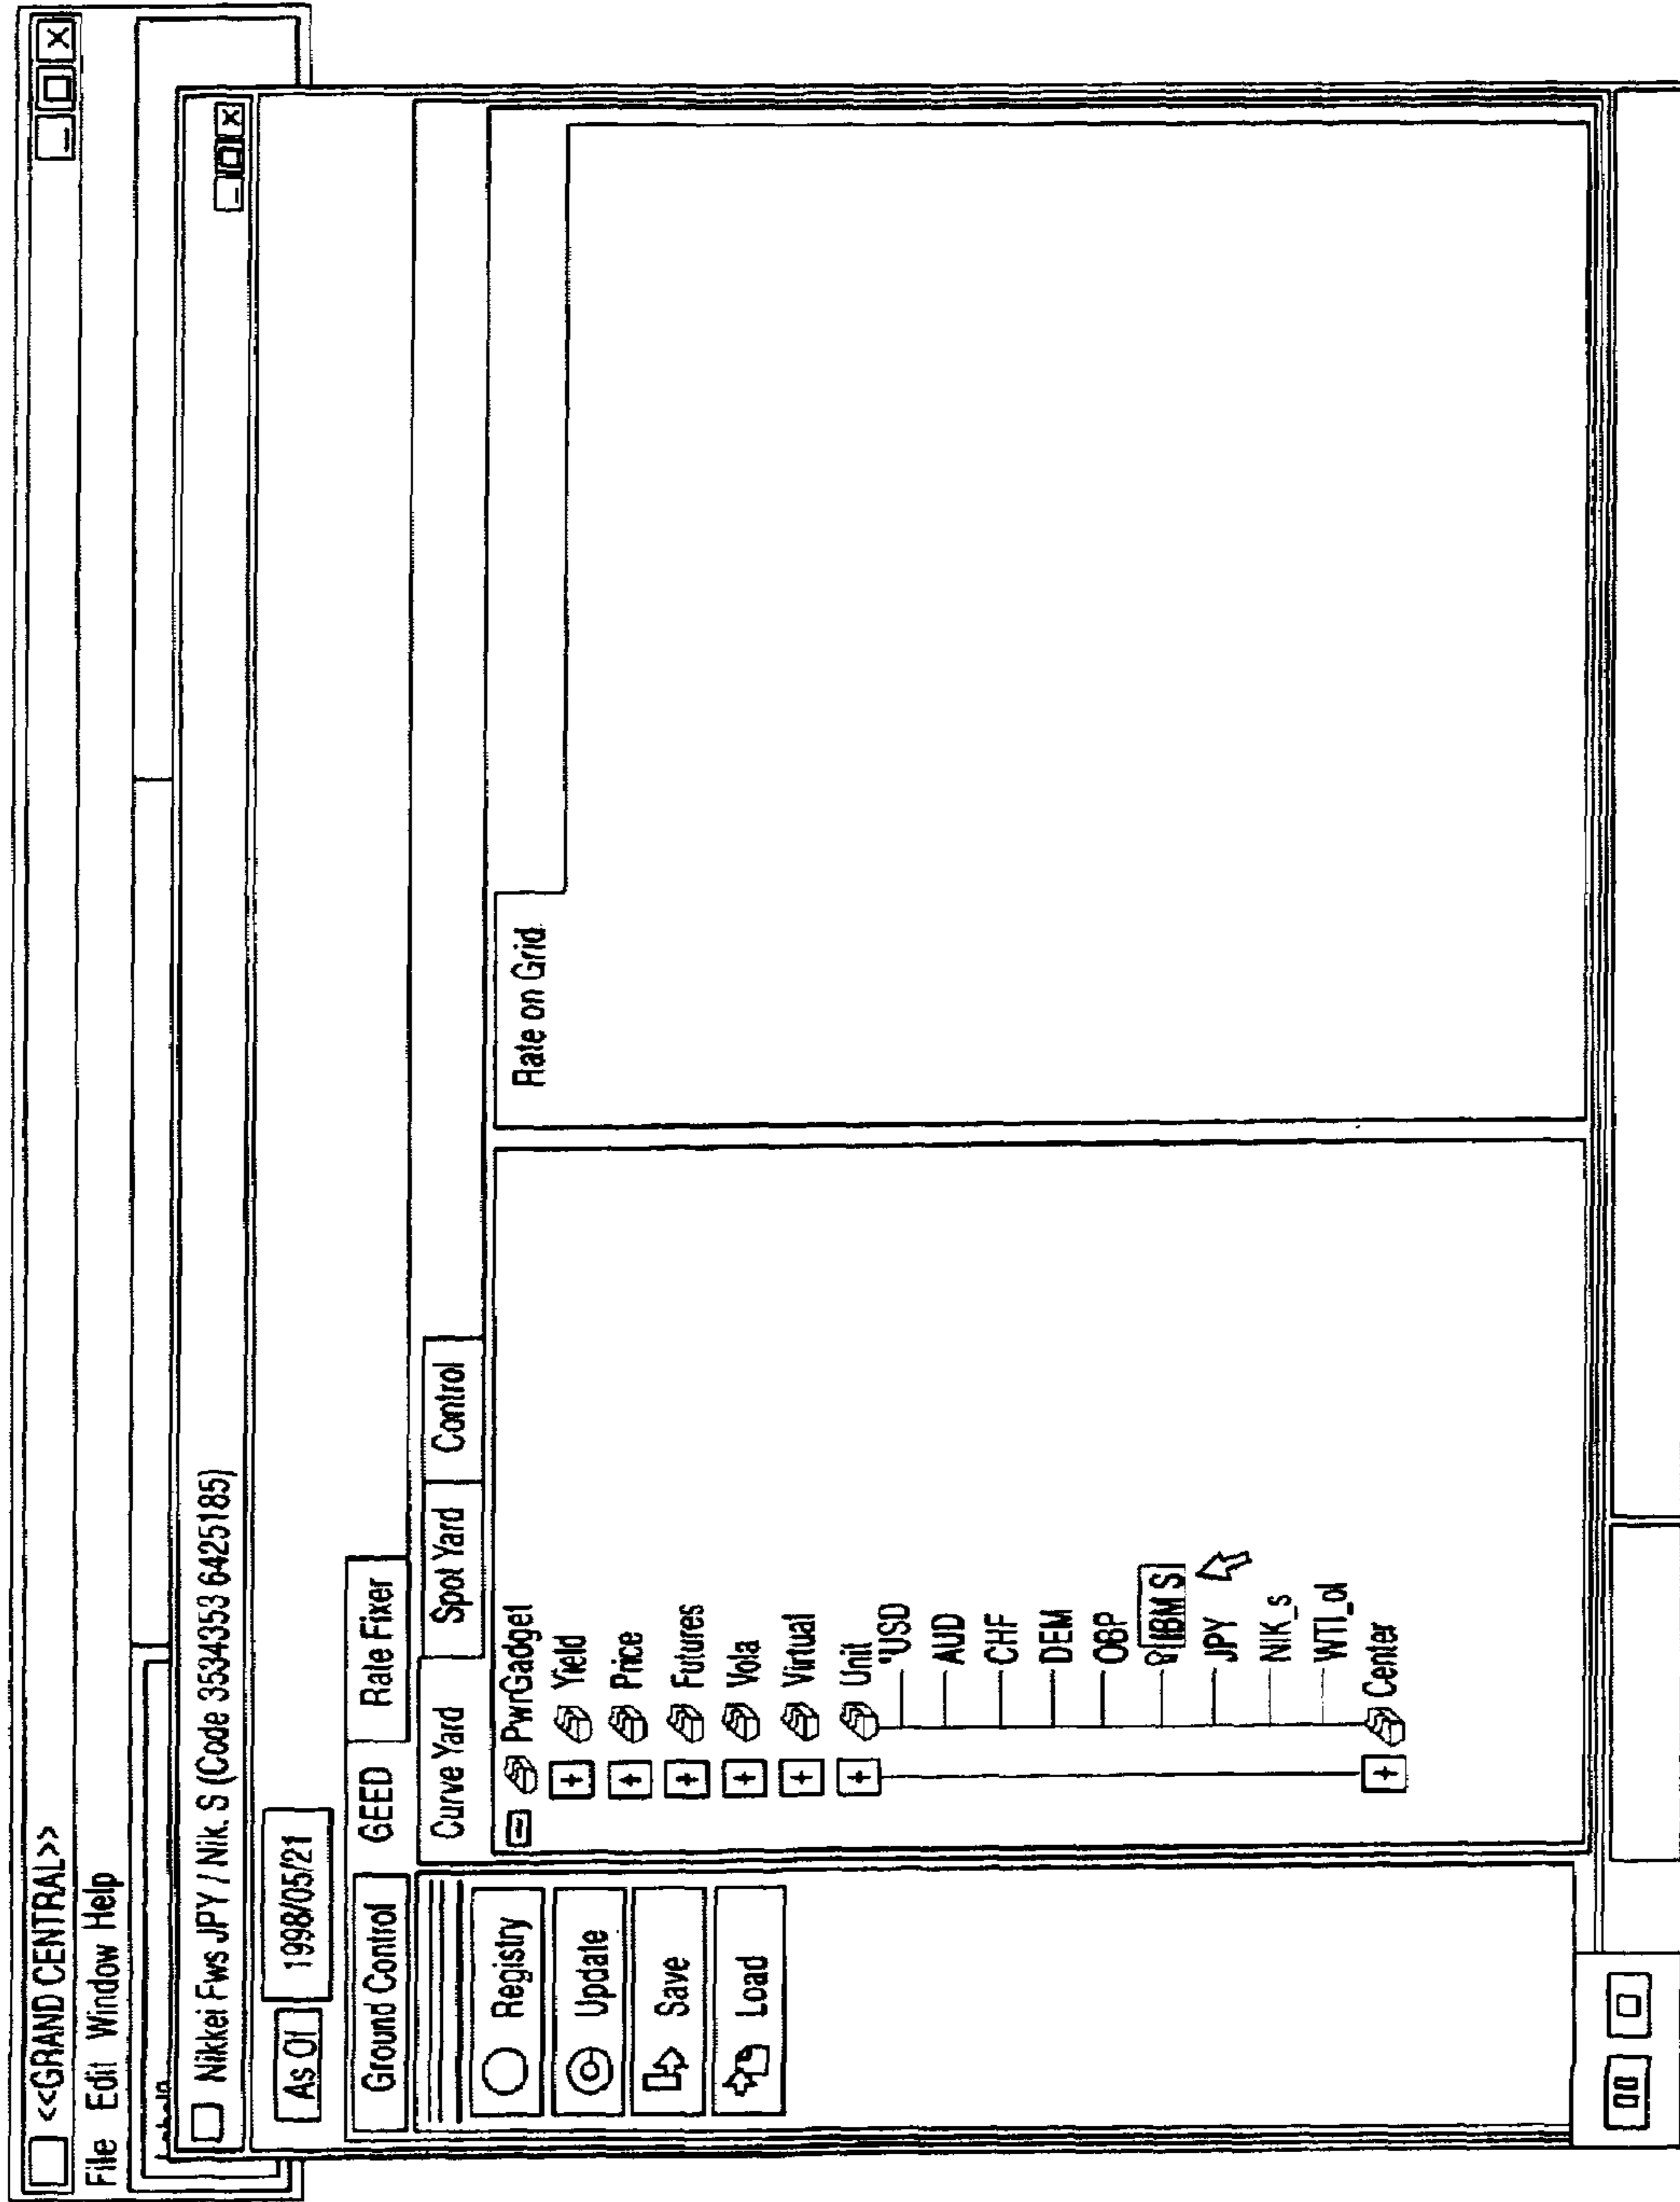 <<GRAND CENTRAL>>
File Edit Window Help
Nikkei Fws JPY / Nik. S (Code 3534353 6425185)
As Of 1998/05/21
Ground Control GEED Rate Fixer
Curve Yard Spot Yard Control
Registry
Update
Save
Load
PwrGadget
Yield
Price
Futures
Vola
Virtual
Unit
"USD
AUD
CHF
DEM
OBP
IBM S
JPY
NIK_s
WTI_ol
Center
Rate on Grid